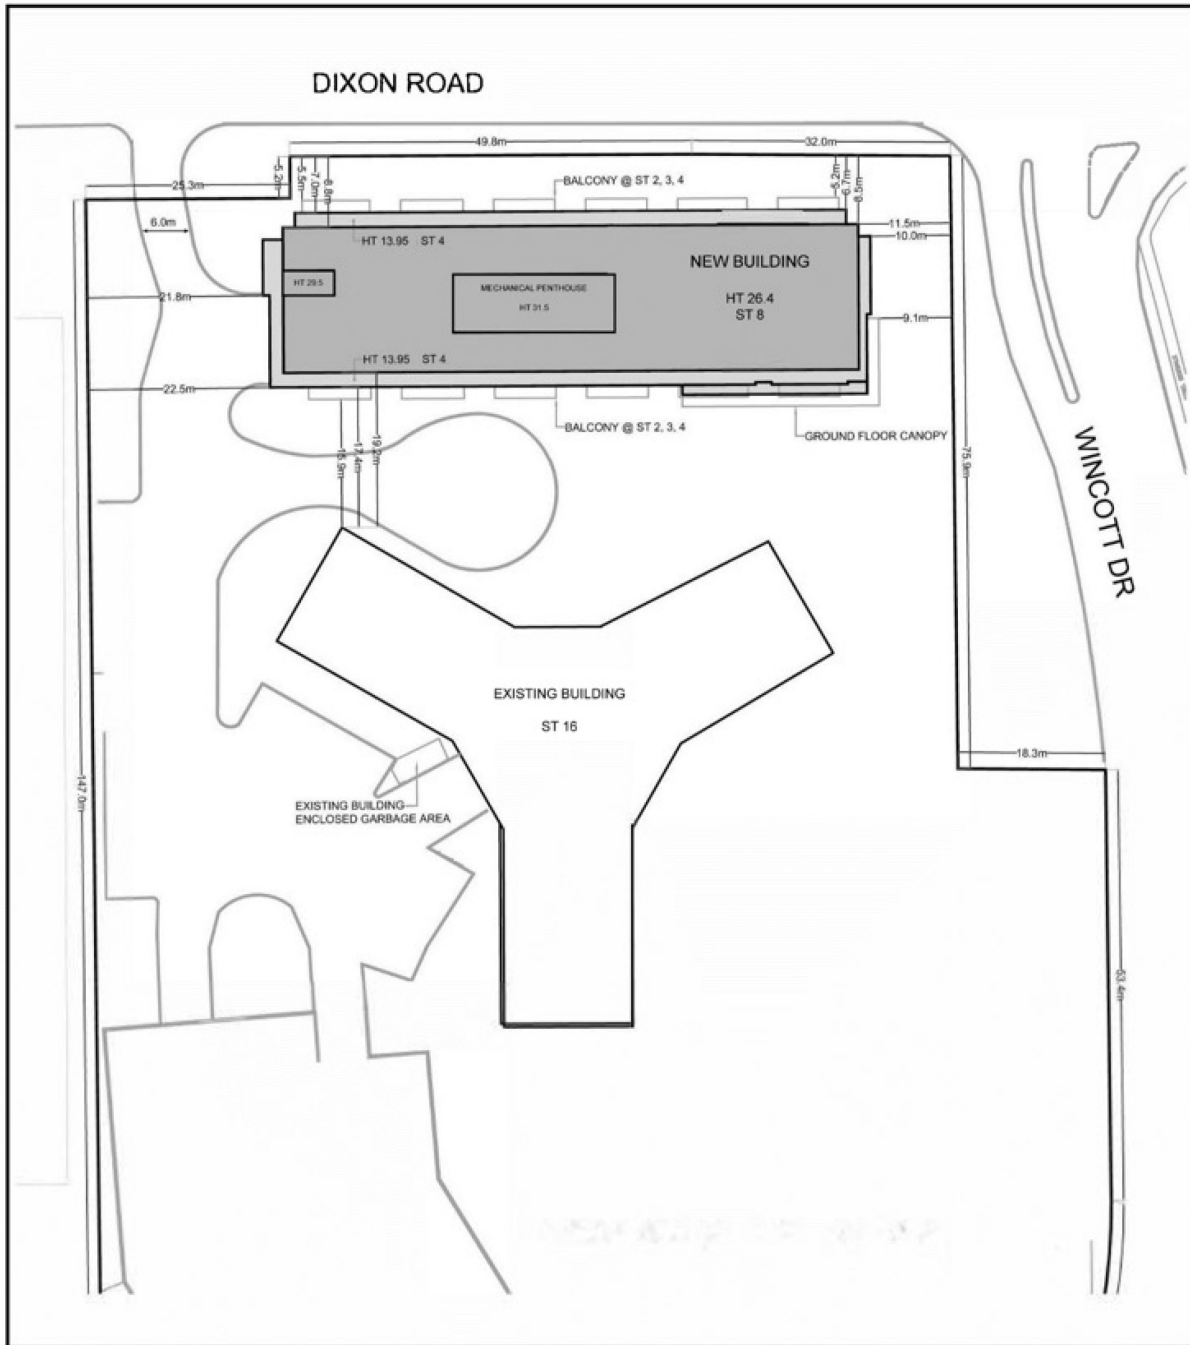 DIXON ROAD
49.8m
32.0m
5.2m
5.5m
7.0m
8.8m
5.2m
6.7m
8.5m
25.3m
BALCONY @ ST 2, 3, 4
6.0m
11.5m
10.0m
HT 13.95 ST 4
NEW BUILDING
HT 29.5
MECHANICAL PENTHOUSE
HT 31.5
HT 26.4
ST 8
21.8m
9.1m
HT 13.95 ST 4
22.5m
BALCONY @ ST 2, 3, 4
GROUND FLOOR CANOPY
15.9m
17.4m
19.2m
75.9m
WINCOTT DR
EXISTING BUILDING
ST 16
18.3m
147.0m
EXISTING BUILDING
ENCLOSED GARBAGE AREA
53.4m